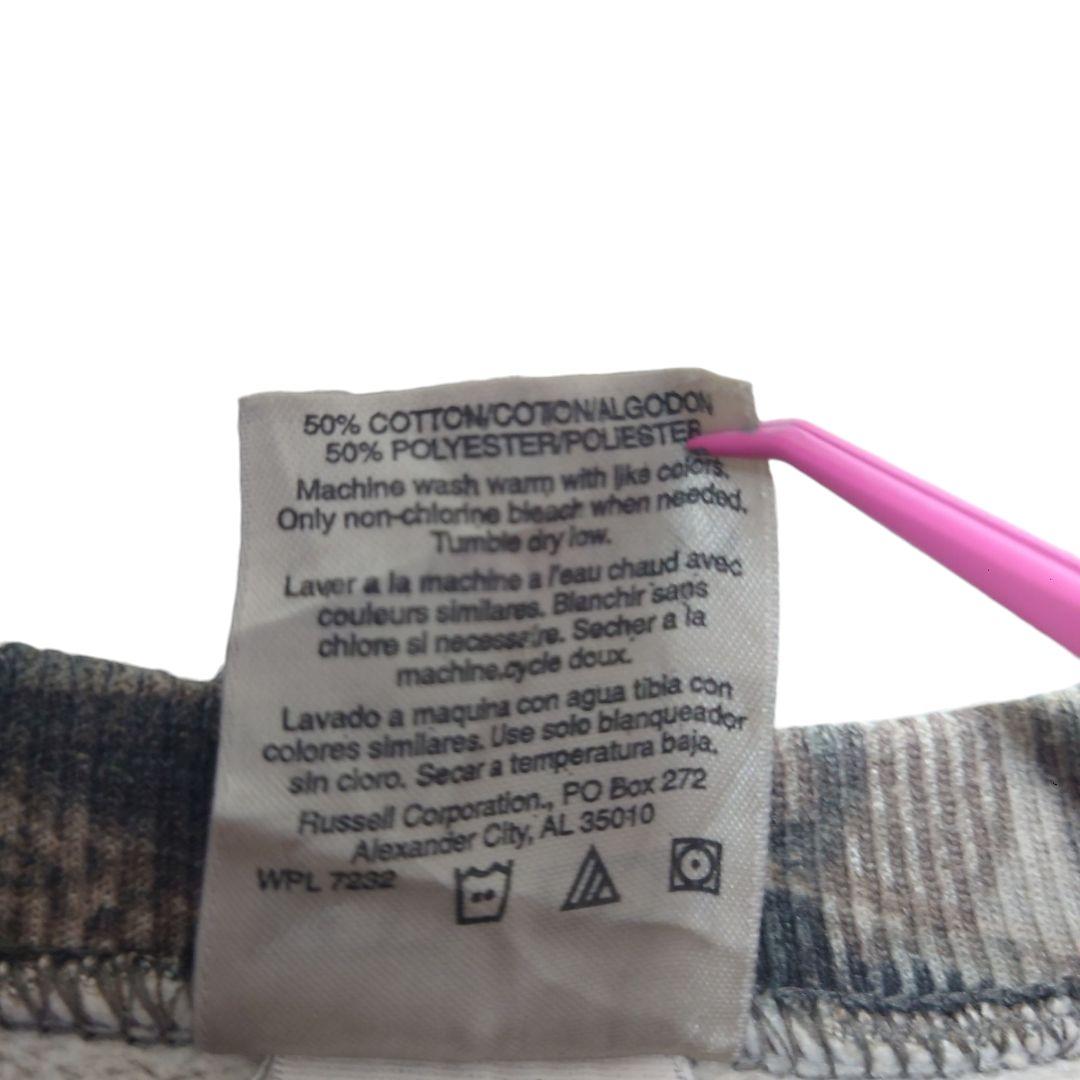 50% COTTON/COTION/ALGODON
50% POLYESTER/POLIESTER
Machine wash warm with like colors.
Only non-chlorine bleach when needed.
Tumble dry low.
Laver a la machine a l'eau chaud avec
couleurs similares. Blanchir sans
chlore si necessaire. Secher a la
machine.cycle doux.
Lavado a maquina con agua tibia con
colores similares. Use solo blanqueador
sin cloro. Secar a temperatura baja.
Russell Corporation., PO Box 272
Alexander City, AL 35010
WPL 7232